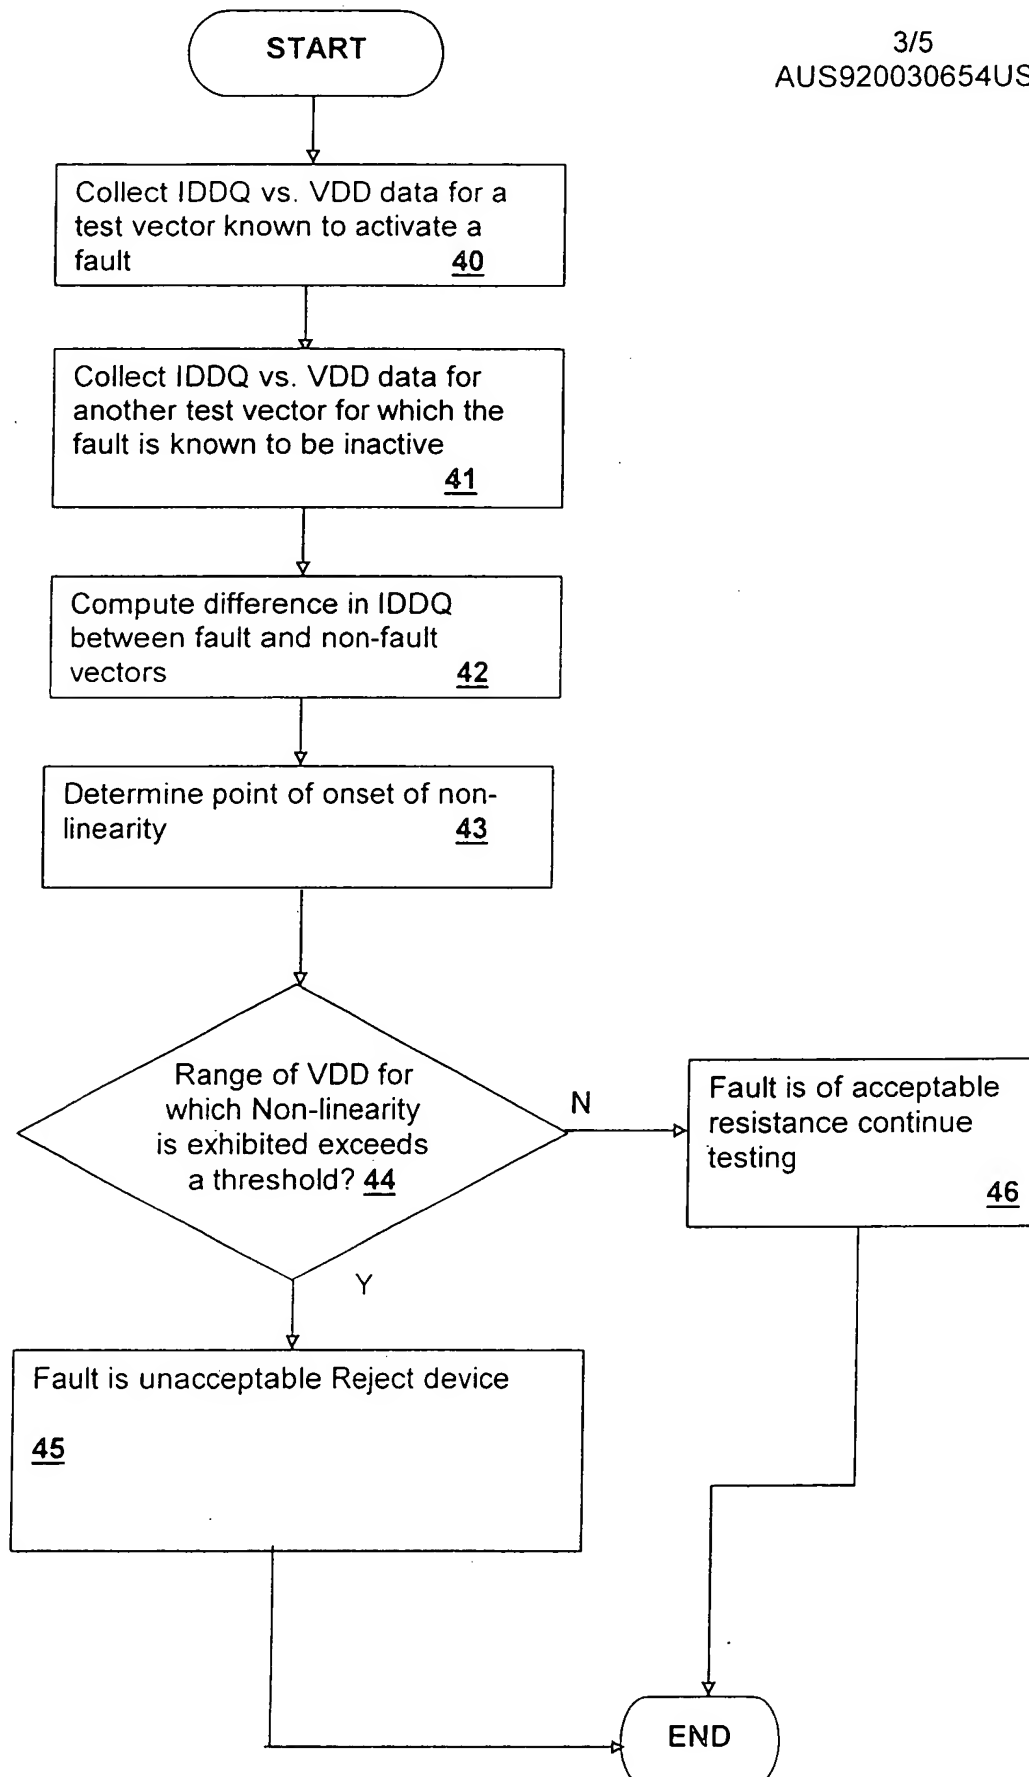 START
3/5
AUS920030654US
Collect IDDQ vs. VDD data for a
test vector known to activate a
fault 40
Collect IDDQ vs. VDD data for
another test vector for which the
fault is known to be inactive
41
Compute difference in IDDQ
between fault and non-fault
vectors 42
Determine point of onset of non-
linearity 43
Range of VDD for
which Non-linearity
is exhibited exceeds
a threshold? 44
N
Fault is of acceptable
resistance continue
testing
46
Y
Fault is unacceptable Reject device
45
END